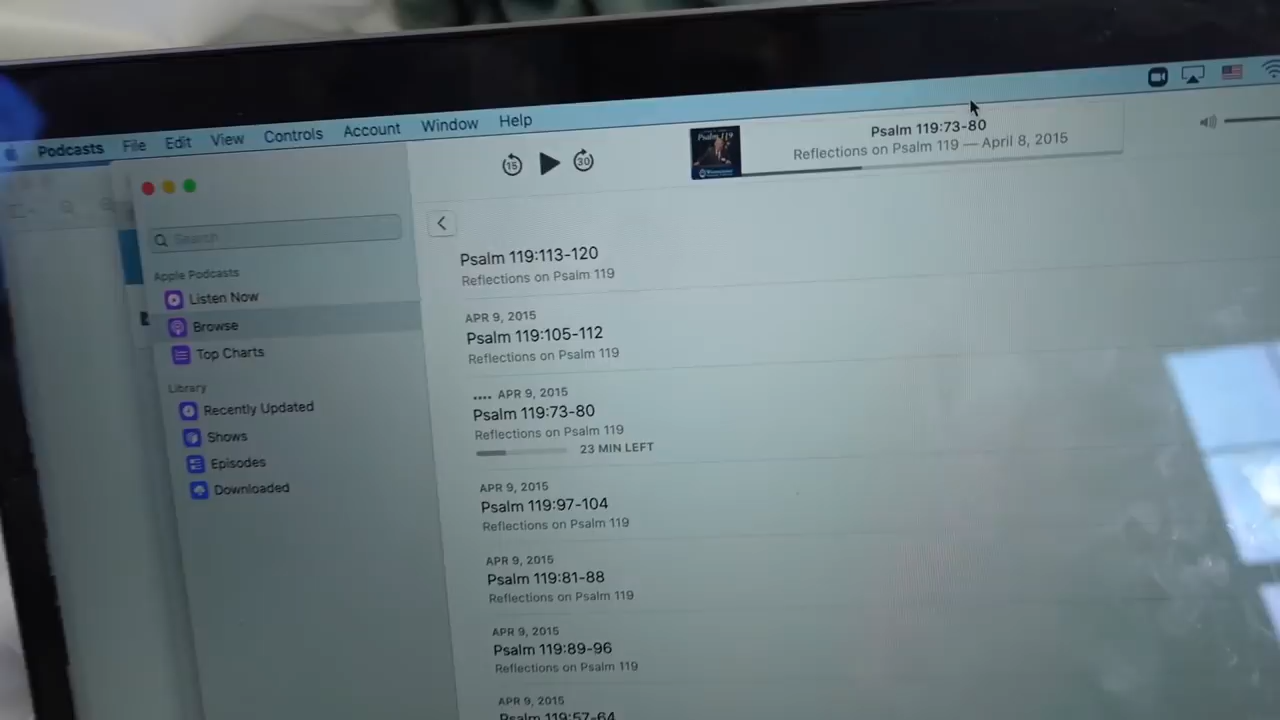 Podcasts File Edit View Controls Account Window Help
Psalm 119:73-80
Reflections on Psalm 119 — April 8, 2015
15
30
Psalm 119
Search
Apple Podcasts
Listen Now
Browse
Top Charts
Library
Recently Updated
Shows
Episodes
Downloaded
Psalm 119:113-120
Reflections on Psalm 119
APR 9, 2015
Psalm 119:105-112
Reflections on Psalm 119
APR 9, 2015
Psalm 119:73-80
Reflections on Psalm 119
23 MIN LEFT
APR 9, 2015
Psalm 119:97-104
Reflections on Psalm 119
APR 9, 2015
Psalm 119:81-88
Reflections on Psalm 119
APR 9, 2015
Psalm 119:89-96
Reflections on Psalm 119
APR 9, 2015
Psalm 119:57-64